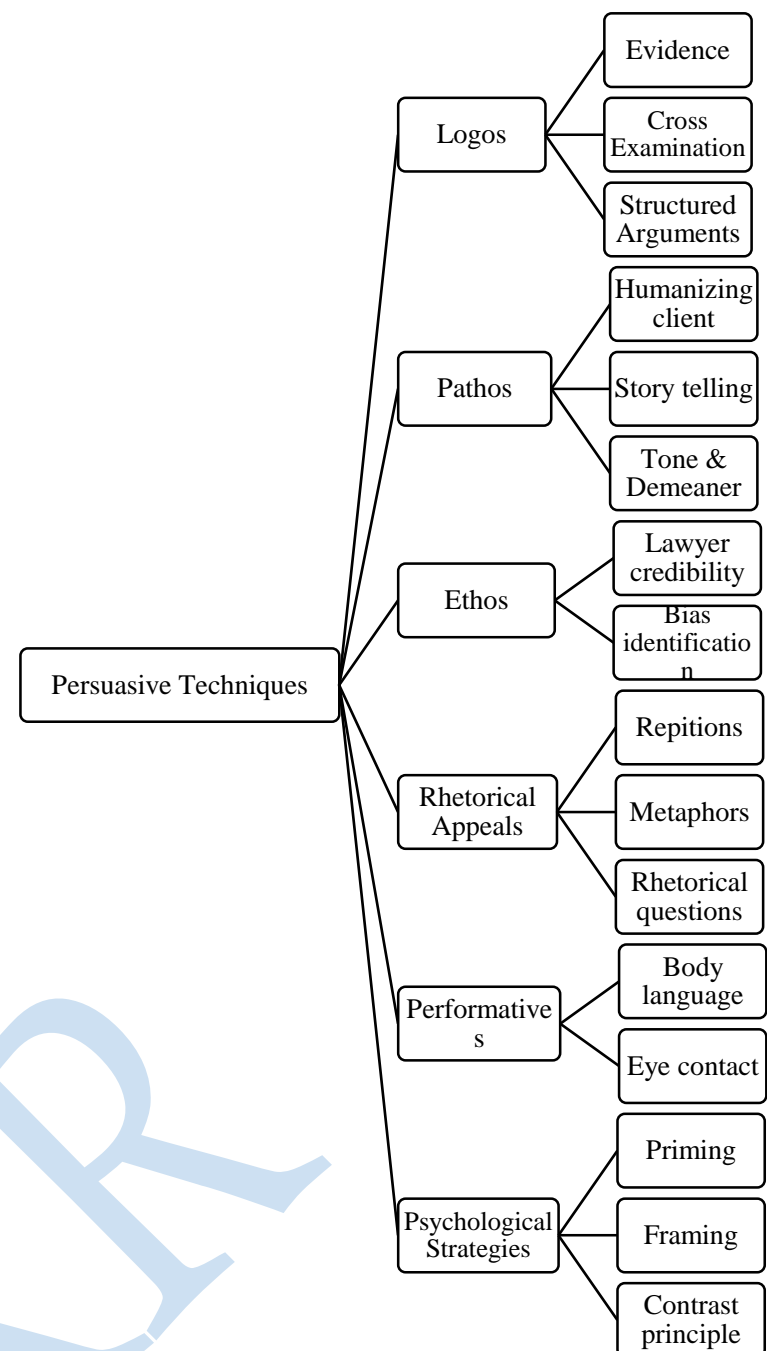 Persuasive Techniques
Logos
Evidence
Cross
Examination
Structured
Arguments
Pathos
Humanizing
client
Story telling
Tone &
Demeaner
Ethos
Lawyer
credibility
Bias
identificatio
n
Rhetorical
Appeals
Repitions
Metaphors
Rhetorical
questions
Performative
s
Body
language
Eye contact
Psychological
Strategies
Priming
Framing
Contrast
principle
R